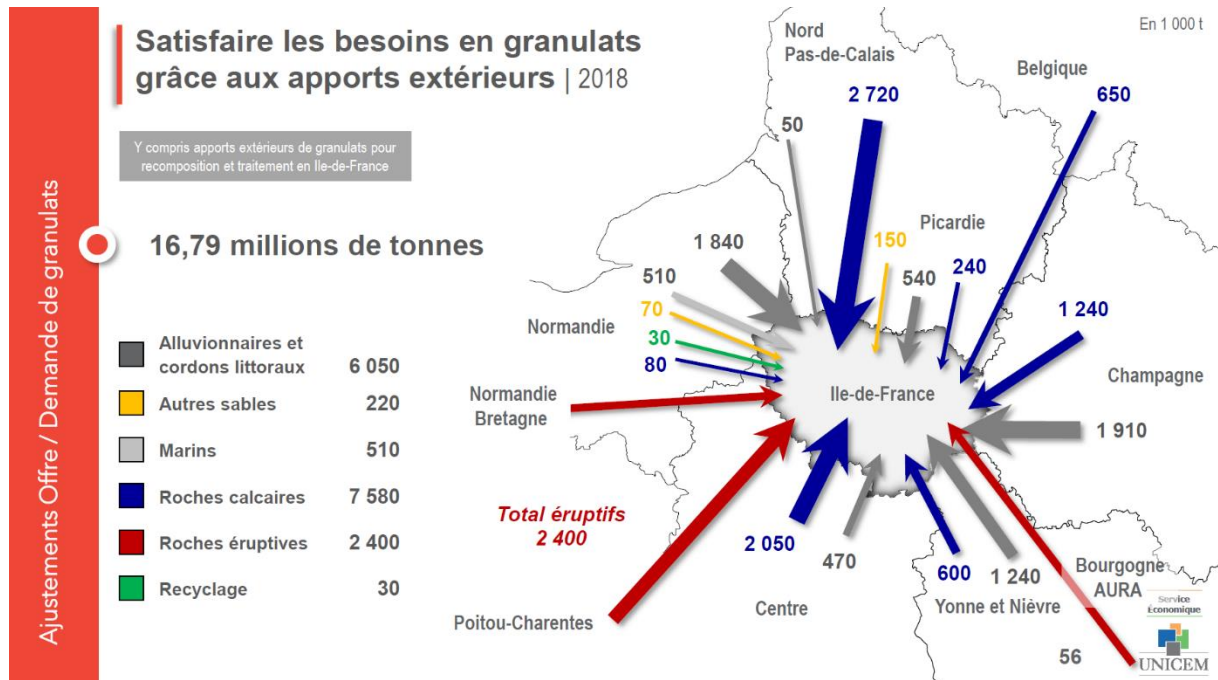 Ajustements Offre / Demande de granulats
Satisfaire les besoins en granulats
grâce aux apports extérieurs | 2018
En 1 000 t
Y compris apports extérieurs de granulats pour
recomposition et traitement en Ile-de-France
16,79 millions de tonnes
Alluvionnaires et
cordons littoraux 6 050
Autres sables 220
Marins 510
Roches calcaires 7 580
Roches éruptives 2 400
Recyclage 30
Nord
Pas-de-Calais
2 720
50
Belgique
650
Picardie
150
540
240
1 840
510
70
Normandie
30
80
Normandie
Bretagne
Ile-de-France
1 240
Champagne
1 910
Total éruptifs
2 400
Poitou-Charentes
2 050
470
Centre
600
1 240
Yonne et Nièvre
Bourgogne
AURA
56
Service
Économique
UNICEM